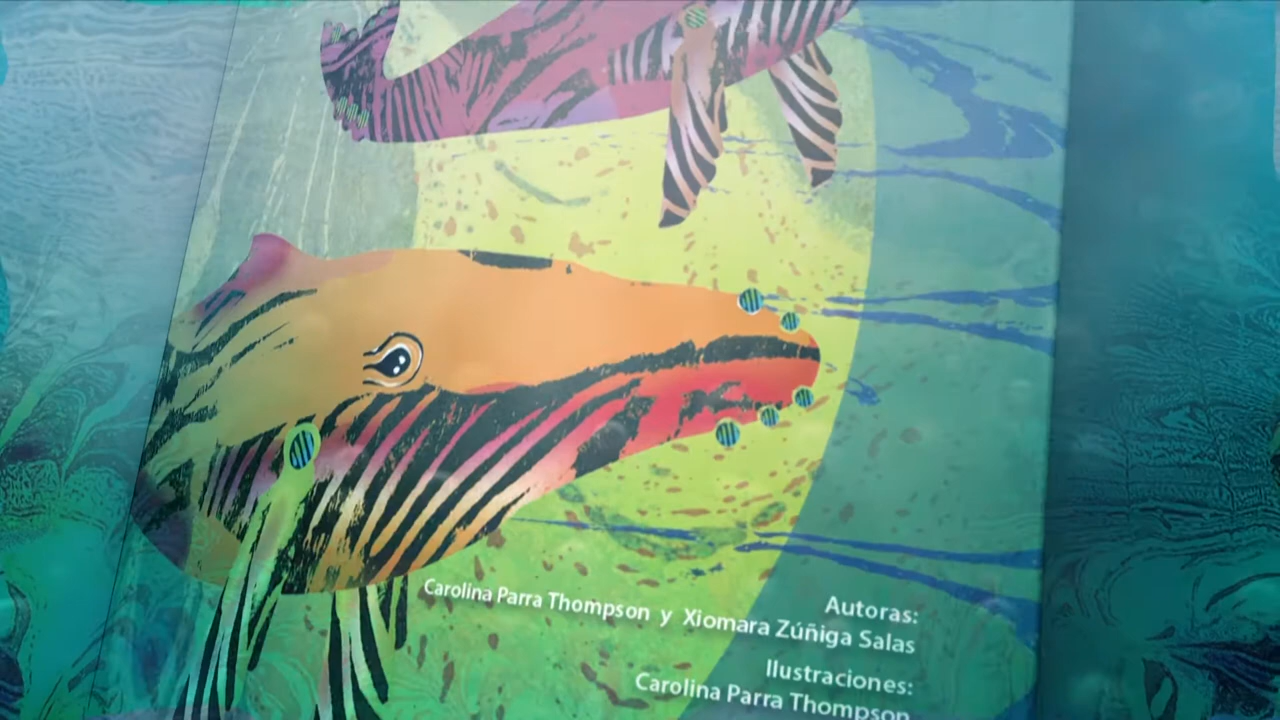 Autoras:
Carolina Parra Thompson y Xiomara Zúñiga Salas
Ilustraciones:
Carolina Parra Thompson